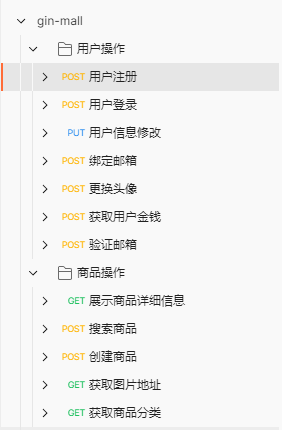 gin-mall
用户操作
POST 用户注册
POST 用户登录
PUT 用户信息修改
POST 绑定邮箱
POST 更换头像
POST 获取用户金钱
POST 验证邮箱
商品操作
GET 展示商品详细信息
POST 搜索商品
POST 创建商品
GET 获取图片地址
GET 获取商品分类